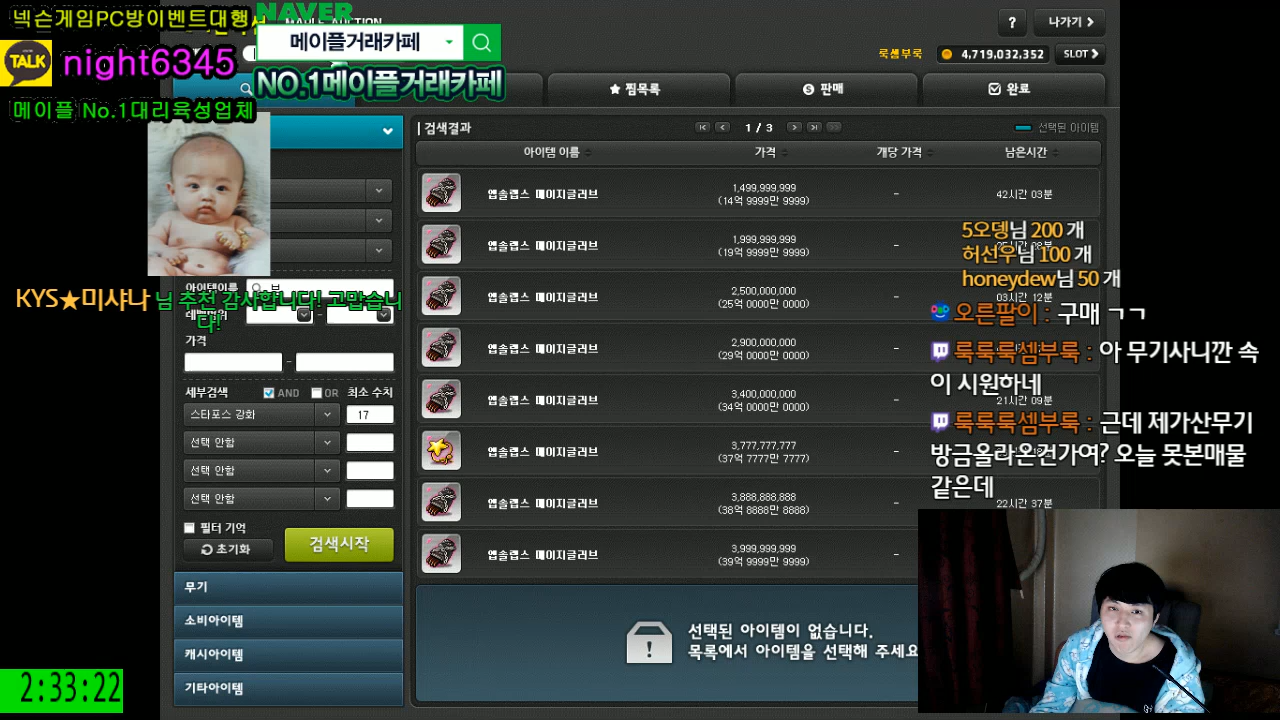 넥슨게임PC방이벤트대행
NAVER
MAPLE AUCTION
?
나가기
TALK
night6345
메이플거래카페
룩셈부룩
4,719,032,352
SLOT
NO.1메이플거래카페
찜목록
판매
완료
메이플 No.1대리육성업체
검색결과
1 / 3
선택된 아이템
아이템 이름
가격
개당 가격
남은시간
앱솔랩스 메이지글러브
1,499,999,999
(14억 9999만 9999)
-
42시간 03분
앱솔랩스 메이지글러브
1,999,999,999
(19억 9999만 9999)
-
앱솔랩스 메이지글러브
2,500,000,000
(25억 0000만 0000)
-
03시간 12분
앱솔랩스 메이지글러브
2,900,000,000
(29억 0000만 0000)
-
앱솔랩스 메이지글러브
3,400,000,000
(34억 0000만 0000)
-
21시간 09분
앱솔랩스 메이지글러브
3,777,777,777
(37억 7777만 7777)
-
앱솔랩스 메이지글러브
3,888,888,888
(38억 8888만 8888)
-
22시간 37분
앱솔랩스 메이지글러브
3,999,999,999
(39억 9999만 9999)
-
5오뎅님 200 개
허선우님 100 개
honeydew님 50 개
오른팔이 : 구매 ㄱㄱ
룩룩룩셈부룩 : 아 무기사니깐 속
이 시원하네
룩룩룩셈부룩 : 근데 제가산무기
방금올라온건가여? 오늘 못본매물
같은데
아이템이름
KYS★미샤나 님 추천 감사합니다! 고맙습니
다!
가격
-
세부검색
AND
OR
최소 수치
스타포스 강화
17
선택 안함
선택 안함
선택 안함
필터 기억
초기화
검색시작
무기
소비아이템
캐시아이템
기타아이템
선택된 아이템이 없습니다.
목록에서 아이템을 선택해 주세요
2:33:22